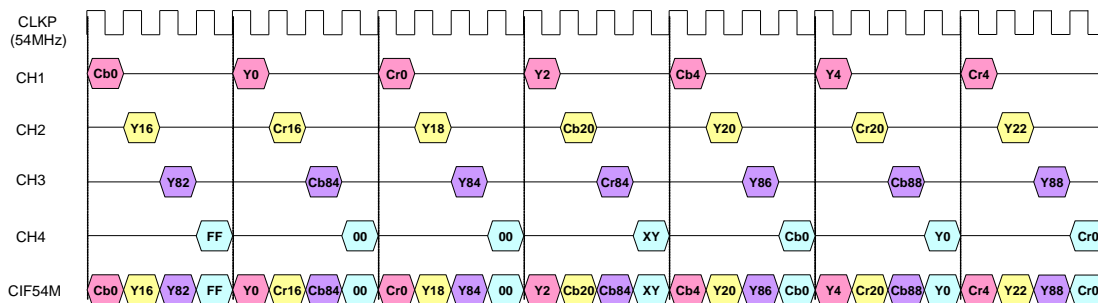 CLKP
(54MHz)
CH1 Cb0 Y0 Cr0 Y2 Cb4 Y4 Cr4
CH2 Y16 Cr16 Y18 Cb20 Y20 Cr20 Y22
CH3 Y82 Cb84 Y84 Cr84 Y86 Cb88 Y88
CH4 FF 00 00 XY Cb0 Y0 Cr0
CIF54M Cb0 Y16 Y82 FF Y0 Cr16 Cb84 00 Cr0 Y18 Y84 00 Y2 Cb20 Cb84 XY Cb4 Y20 Y86 Cb0 Y4 Cr20 Cb88 Y0 Cr4 Y22 Y88 Cr0